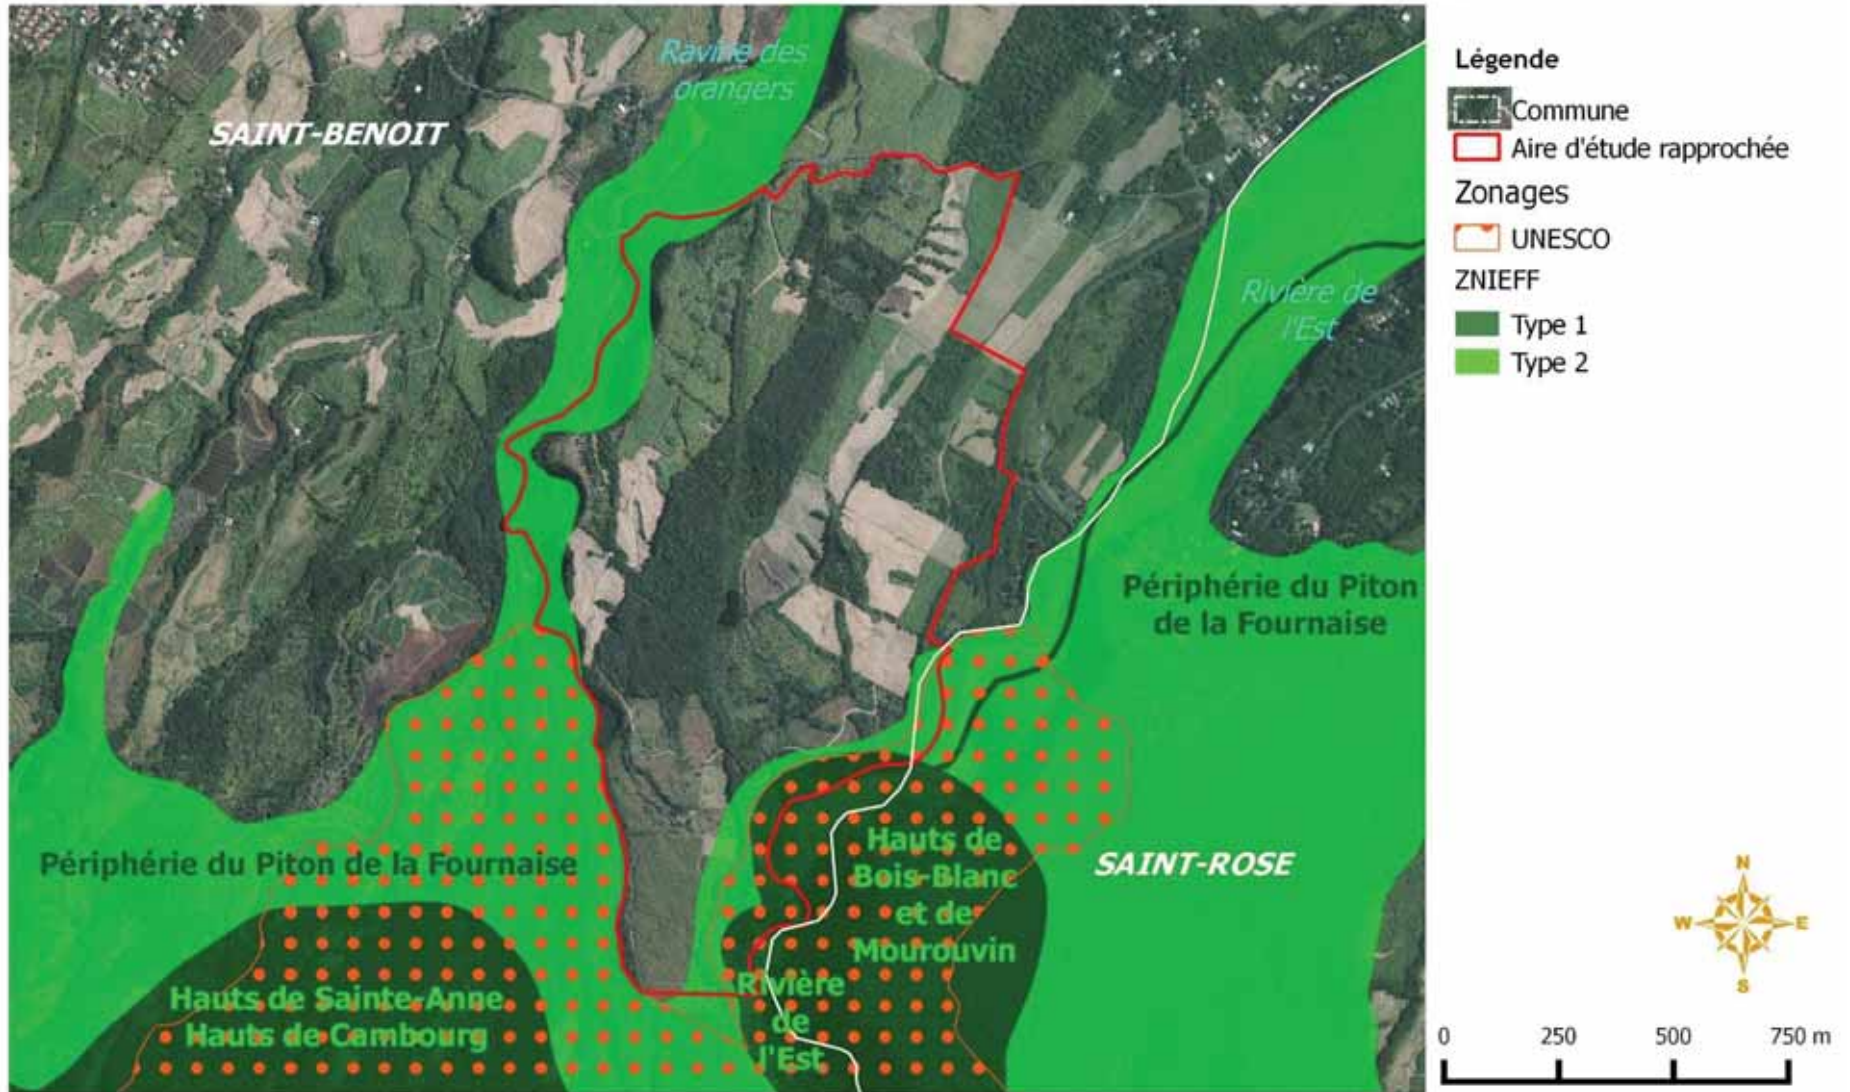 Ravine des
orangers
SAINT-BENOIT
Rivière de
l'Est
Périphérie du Piton
de la Fournaise
Périphérie du Piton de la Fournaise
Hauts de
Bois-Blanc
et de
Mourouvin
SAINT-ROSE
Hauts de Sainte-Anne
Hauts de Cambourg
Rivière
de
l'Est
Légende
Commune
Aire d'étude rapprochée
Zonages
UNESCO
ZNIEFF
Type 1
Type 2
N
W E
S
0 250 500 750 m